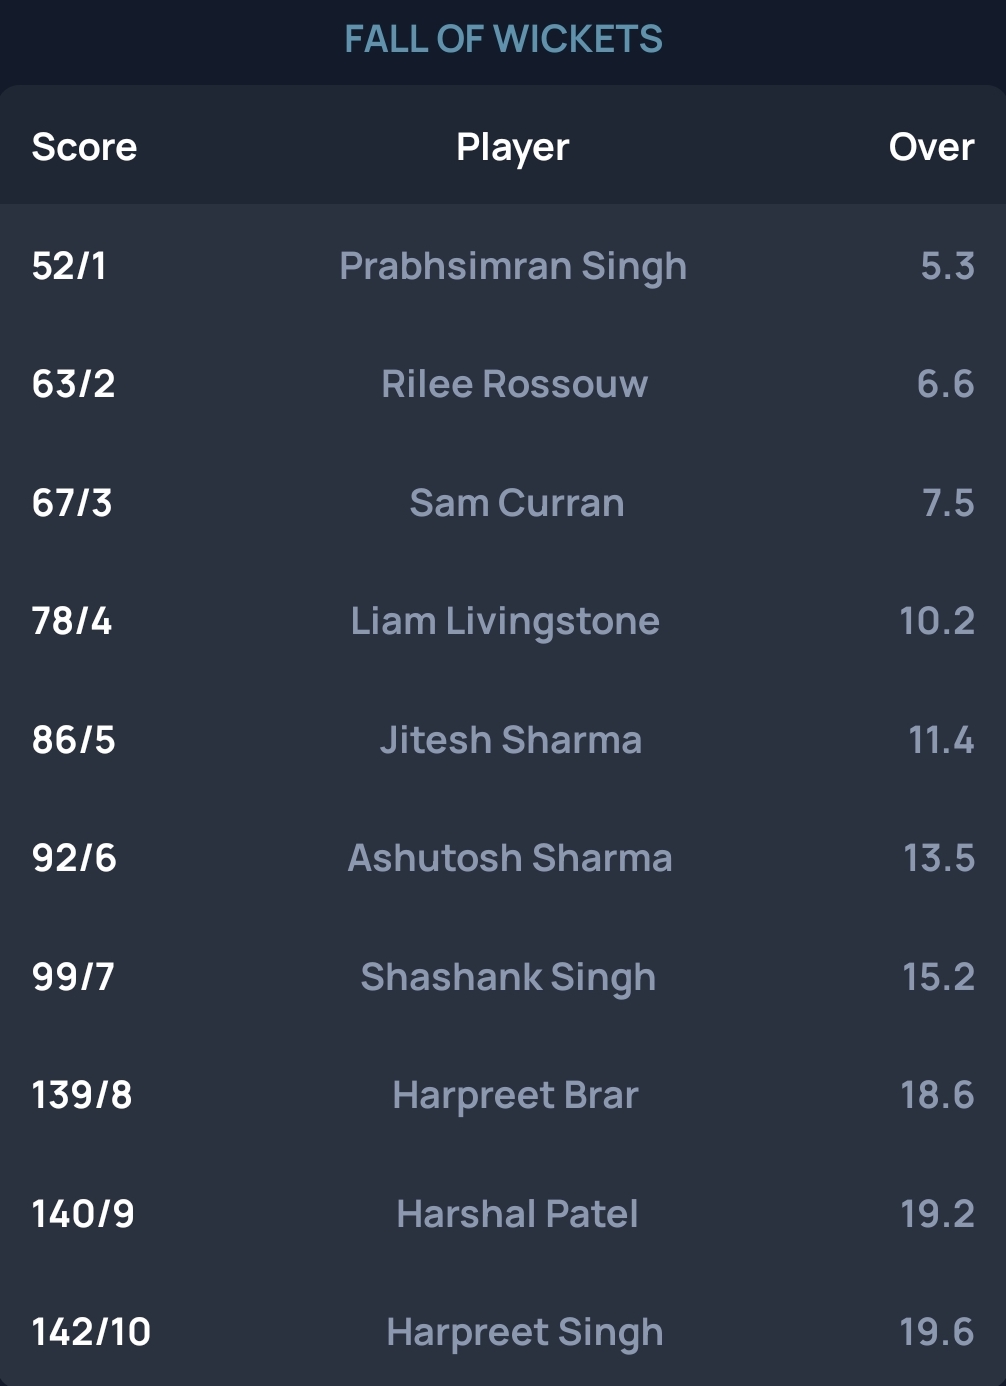 FALL OF WICKETS
Score Player Over
52/1 Prabhsimran Singh 5.3
63/2 Rilee Rossouw 6.6
67/3 Sam Curran 7.5
78/4 Liam Livingstone 10.2
86/5 Jitesh Sharma 11.4
92/6 Ashutosh Sharma 13.5
99/7 Shashank Singh 15.2
139/8 Harpreet Brar 18.6
140/9 Harshal Patel 19.2
142/10 Harpreet Singh 19.6